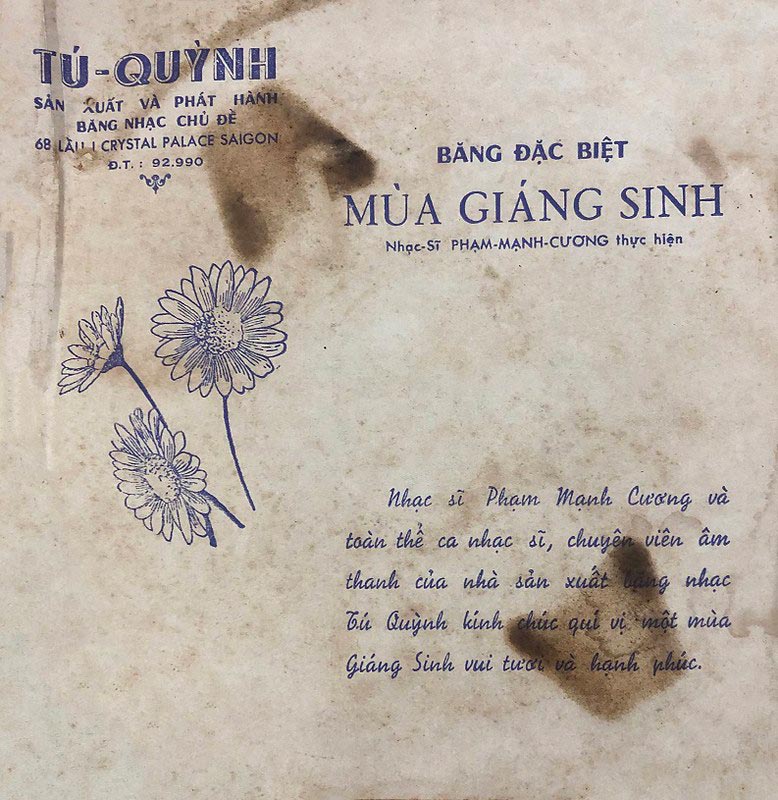 TÚ-QUỲNH
SẢN XUẤT VÀ PHÁT HÀNH
BĂNG NHẠC CHỦ ĐỀ
68 LẦU I CRYSTAL PALACE SAIGON
Đ.T. : 92.990
BĂNG ĐẶC BIỆT
MÙA GIÁNG SINH
Nhạc-Sĩ PHẠM-MẠNH-CƯƠNG thực hiện
Nhạc sĩ Phạm Mạnh Cương và
toàn thể ca nhạc sĩ, chuyên viên âm
thanh của nhà sản xuất băng nhạc
Tú Quỳnh kính chúc quí vị một mùa
Giáng Sinh vui tươi và hạnh phúc.